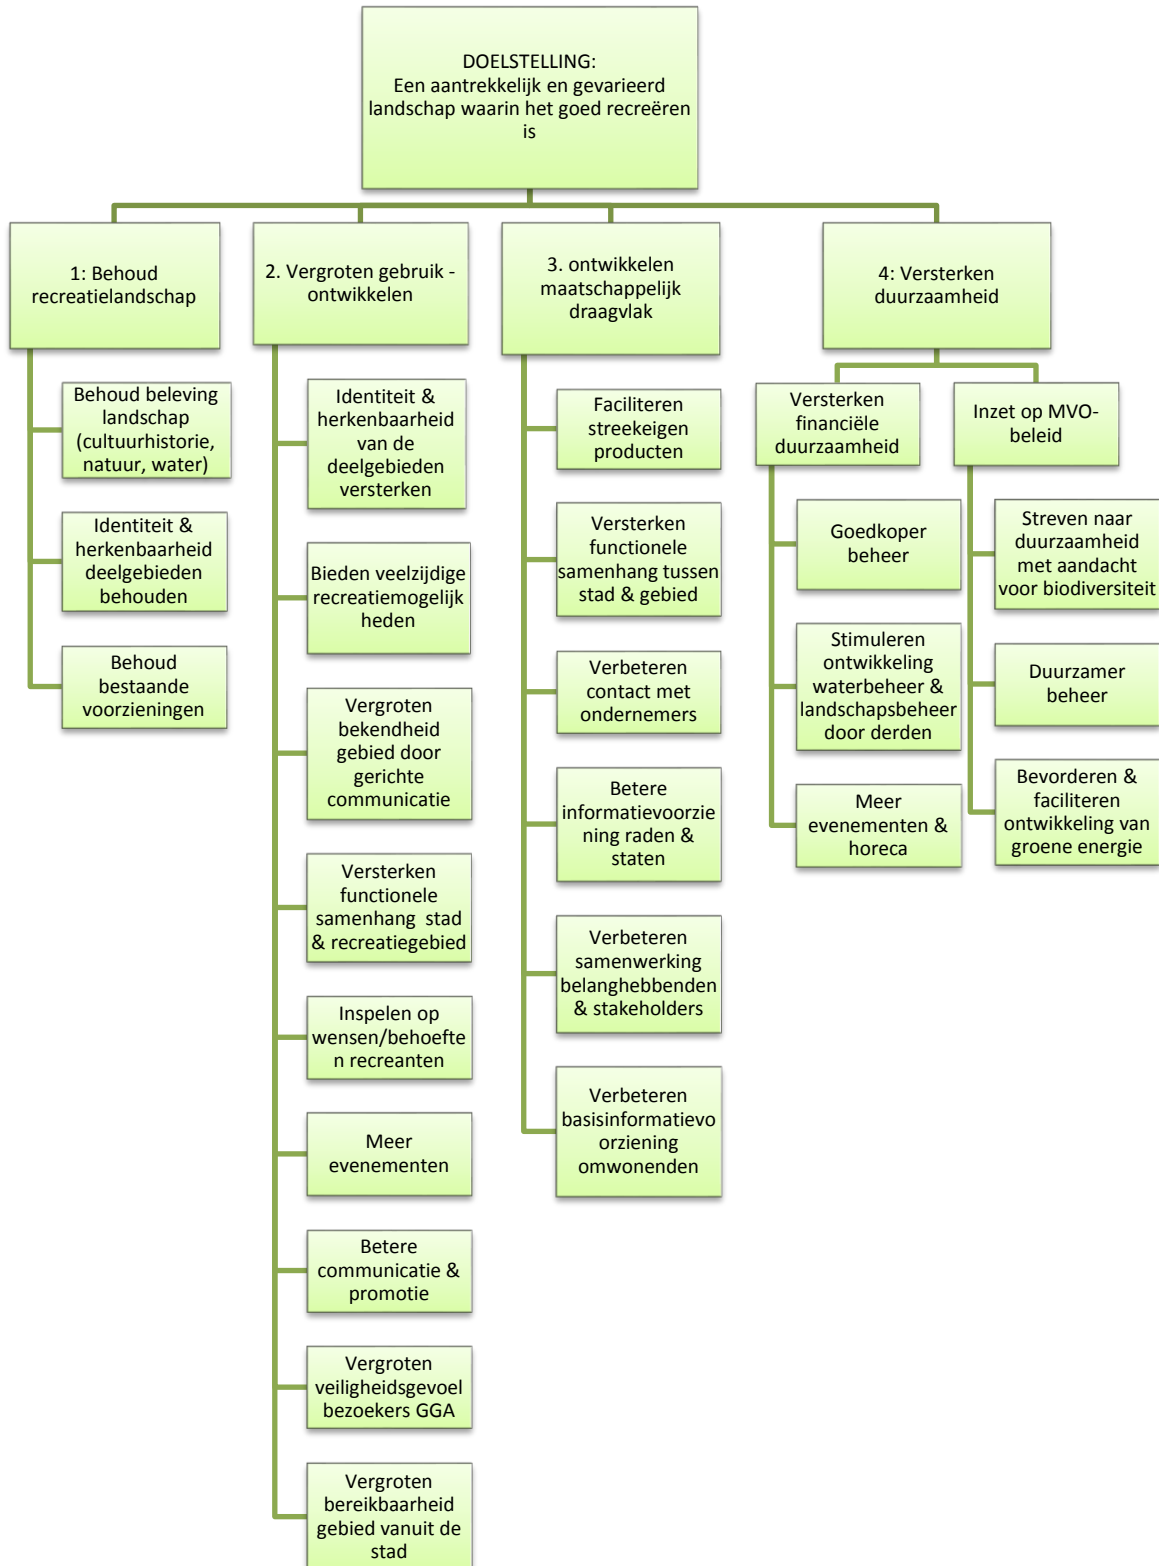 DOELSTELLING:
Een aantrekkelijk en gevarieerd
landschap waarin het goed recreëren
is
1: Behoud
recreatielandschap
Behoud beleving
landschap
(cultuurhistorie,
natuur, water)
Identiteit &
herkenbaarheid
deelgebieden
behouden
Behoud
bestaande
voorzieningen
2. Vergroten gebruik -
ontwikkelen
Identiteit &
herkenbaarheid
van de
deelgebieden
versterken
Bieden veelzijdige
recreatiemogelijk
heden
Vergroten
bekendheid
gebied door
gerichte
communicatie
Versterken
functionele
samenhang stad
& recreatiegebied
Inspelen op
wensen/behoefte
n recreanten
Meer
evenementen
Betere
communicatie &
promotie
Vergroten
veiligheidsgevoel
bezoekers GGA
Vergroten
bereikbaarheid
gebied vanuit de
stad
3. ontwikkelen
maatschappelijk
draagvlak
Faciliteren
streekeigen
producten
Versterken
functionele
samenhang tussen
stad & gebied
Verbeteren
contact met
ondernemers
Betere
informatievoorzie
ning raden &
staten
Verbeteren
samenwerking
belanghebbenden
& stakeholders
Verbeteren
basisinformatievo
orziening
omwonenden
4: Versterken
duurzaamheid
Versterken
financiële
duurzaamheid
Goedkoper
beheer
Stimuleren
ontwikkeling
waterbeheer &
landschapsbeheer
door derden
Meer
evenementen &
horeca
Inzet op MVO-
beleid
Streven naar
duurzaamheid
met aandacht
voor biodiversiteit
Duurzamer
beheer
Bevorderen &
faciliteren
ontwikkeling van
groene energie